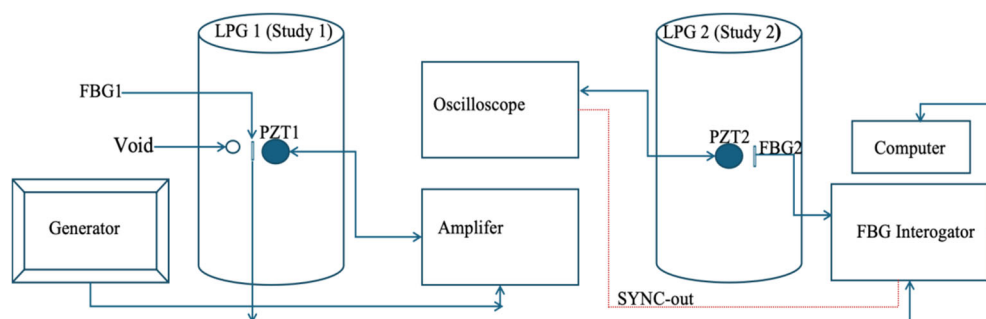 LPG 1 (Study 1)
LPG 2 (Study 2)
FBG1
Oscilloscope
PZT1
Void
PZT2
FBG2
Computer
Generator
Amplifer
FBG Interogator
SYNC-out